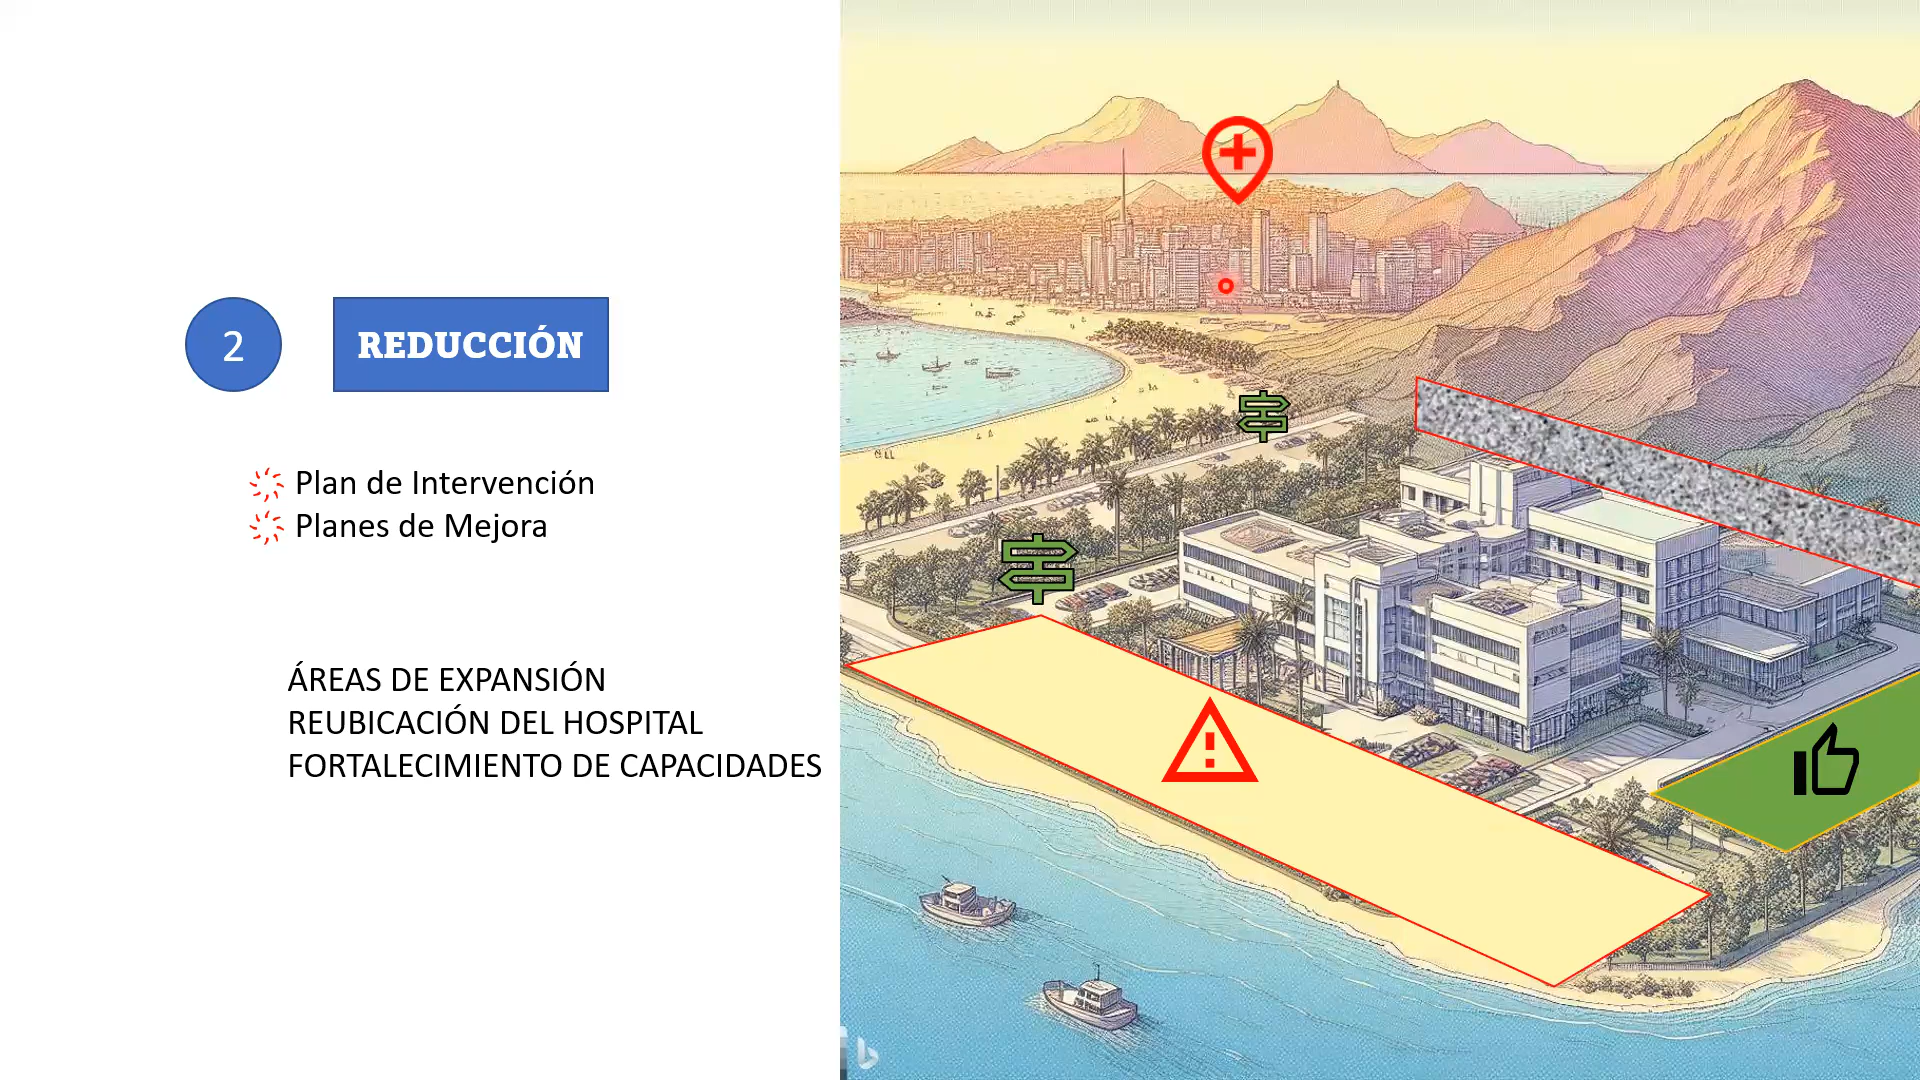 2
REDUCCIÓN
Plan de Intervención
Planes de Mejora
ÁREAS DE EXPANSIÓN
REUBICACIÓN DEL HOSPITAL
FORTALECIMIENTO DE CAPACIDADES